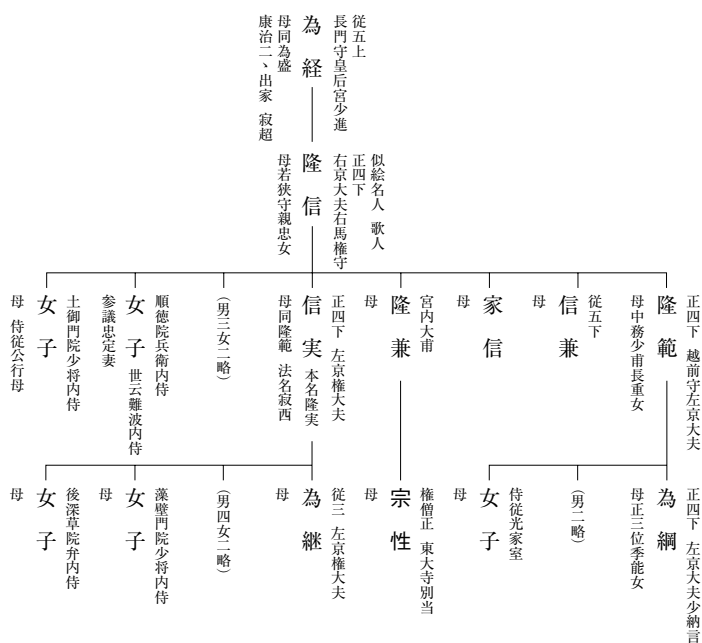 従五上
長門守皇后宮少進
為経
母同為盛
康治二、出家 寂超
似絵名人 歌人
正四下
右京大夫右馬権守
隆信
母若狭守親忠女
正四下 越前守左京大夫
隆範
母中務少甫長重女
従五下
信兼
母
家信
母
宮内大甫
隆兼
母
正四下 左京権大夫
信実 本名隆実
母同隆範 法名寂西
(男三女二略)
順徳院兵衛内侍
女子 世云難波内侍
参議忠定妻
土御門院少将内侍
女子
母 侍従公行母
正四下 左京大夫少納言
為綱
母正三位季能女
(男二略)
侍従光家室
女子
母
権僧正 東大寺別当
宗性
母
従三 左京権大夫
為継
母
(男四女二略)
藻壁門院少将内侍
女子
母
後深草院弁内侍
女子
母